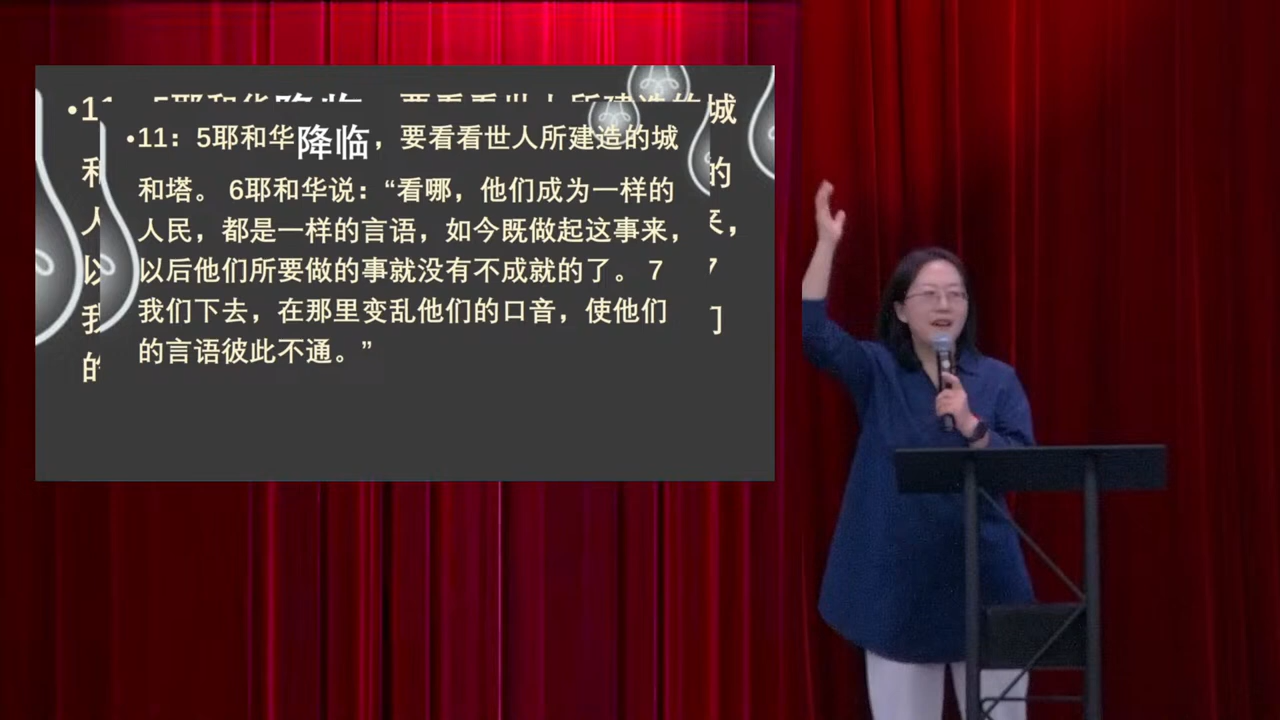 •11：5耶和华降临，要看看世人所建造的城
和塔。 6耶和华说：“看哪，他们成为一样的
人民，都是一样的言语，如今既做起这事来，
以后他们所要做的事就没有不成就的了。 7
我们下去，在那里变乱他们的口音，使他们
的言语彼此不通。”